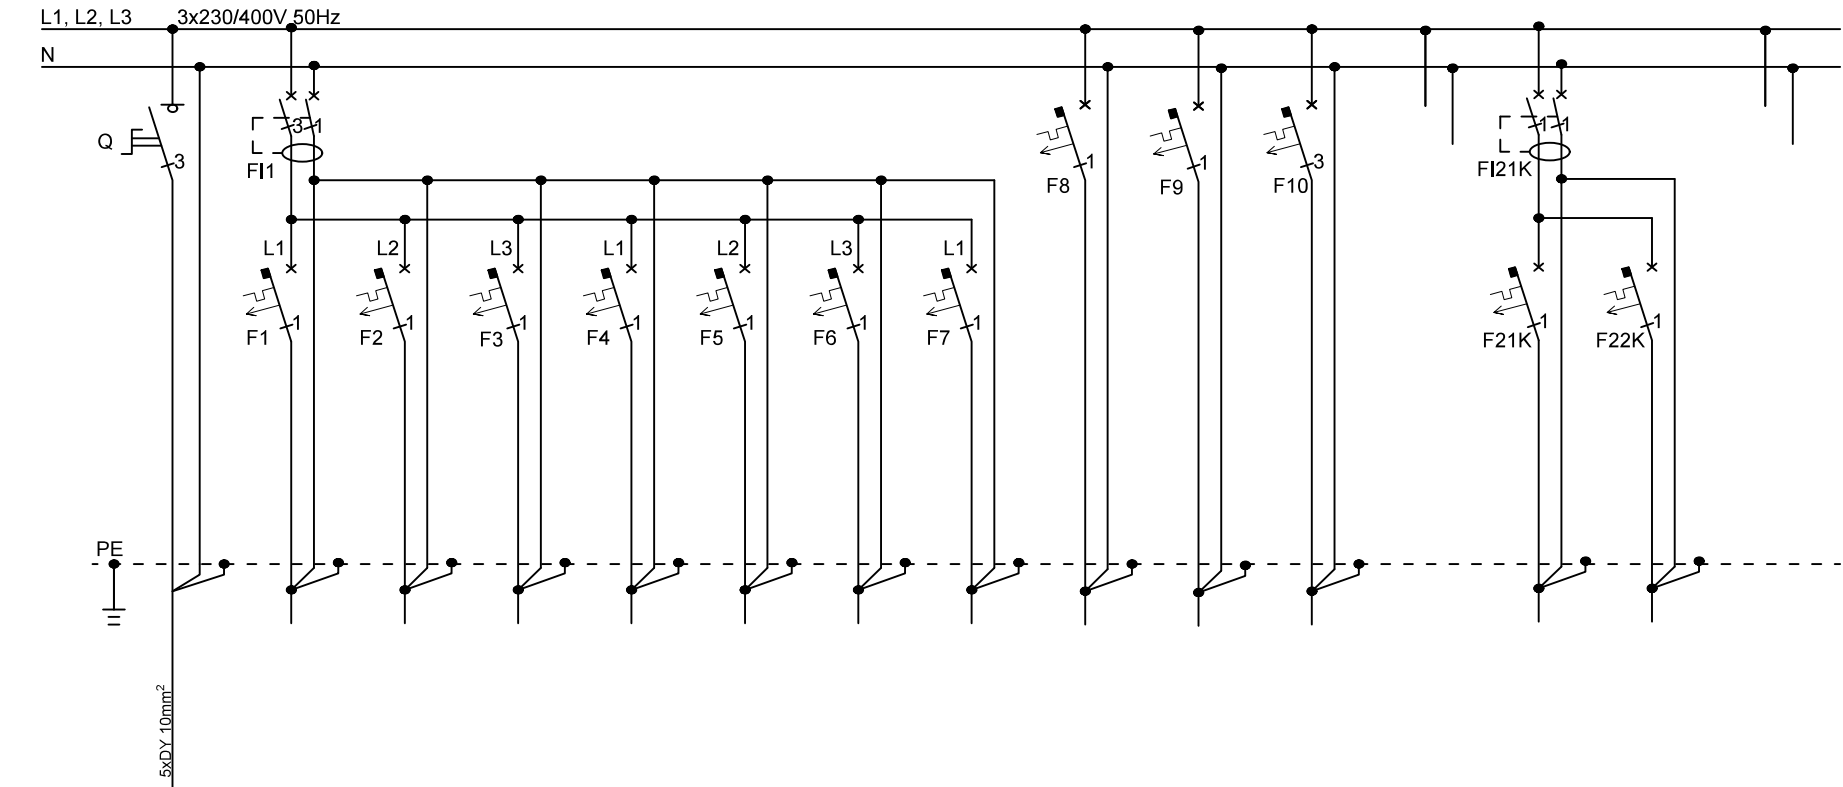 L1, L2, L3 3x230/400V 50Hz
N
Q
3
3 1
FI1
1
F8
1
F9
3
F10
1 1
FI21K
L1 L2 L3 L1 L2 L3 L1
1 1 1 1 1 1 1
F1 F2 F3 F4 F5 F6 F7
1 1
F21K F22K
PE
5xDY 10mm²